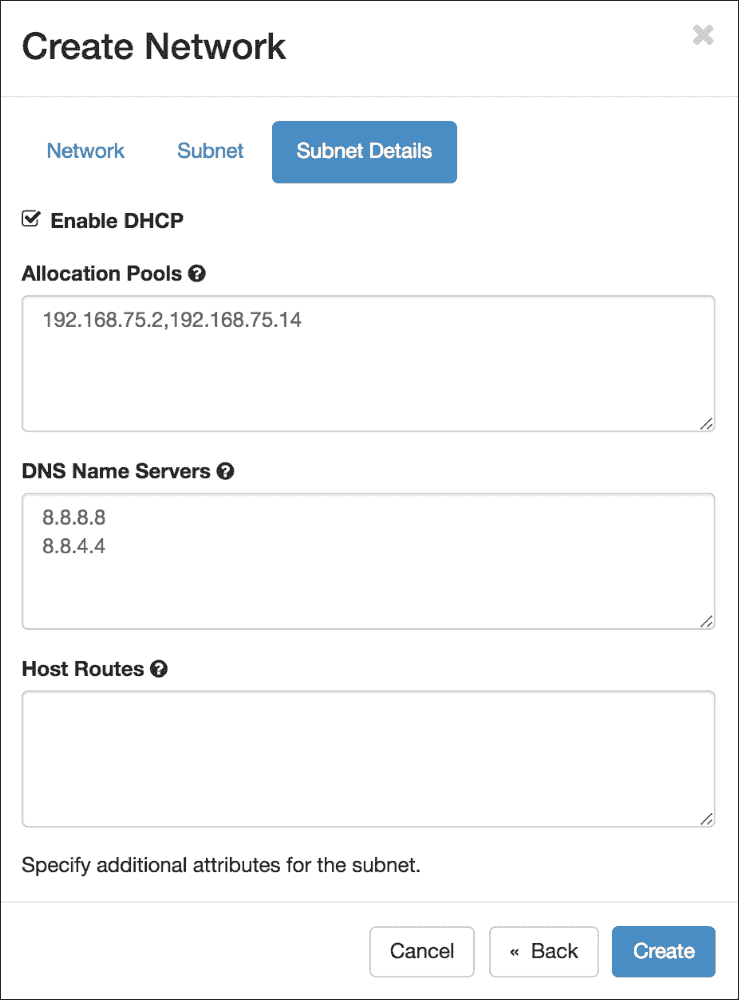 Create Network
Network Subnet Subnet Details
Enable DHCP
Allocation Pools
192.168.75.2,192.168.75.14
DNS Name Servers
8.8.8.8
8.8.4.4
Host Routes
Specify additional attributes for the subnet.
Cancel « Back Create